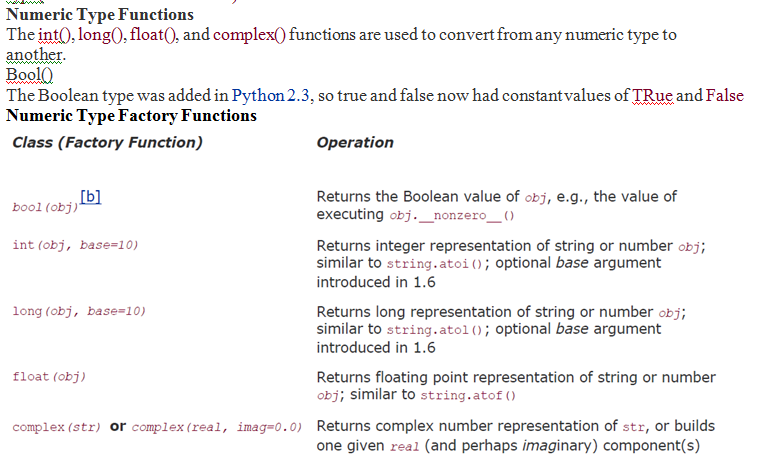 Numeric Type Functions
The int(), long(), float(), and complex() functions are used to convert from any numeric type to
another.
Bool()
The Boolean type was added in Python 2.3, so true and false now had constant values of TRue and False
Numeric Type Factory Functions
Class (Factory Function) Operation
bool(obj)[b] Returns the Boolean value of obj, e.g., the value of
executing obj.__nonzero__()
int(obj, base=10) Returns integer representation of string or number obj;
similar to string.atoi(); optional base argument
introduced in 1.6
long(obj, base=10) Returns long representation of string or number obj;
similar to string.atol(); optional base argument
introduced in 1.6
float(obj) Returns floating point representation of string or number
obj; similar to string.atof()
complex(str) or complex(real, imag=0.0) Returns complex number representation of str, or builds
one given real (and perhaps imaginary) component(s)